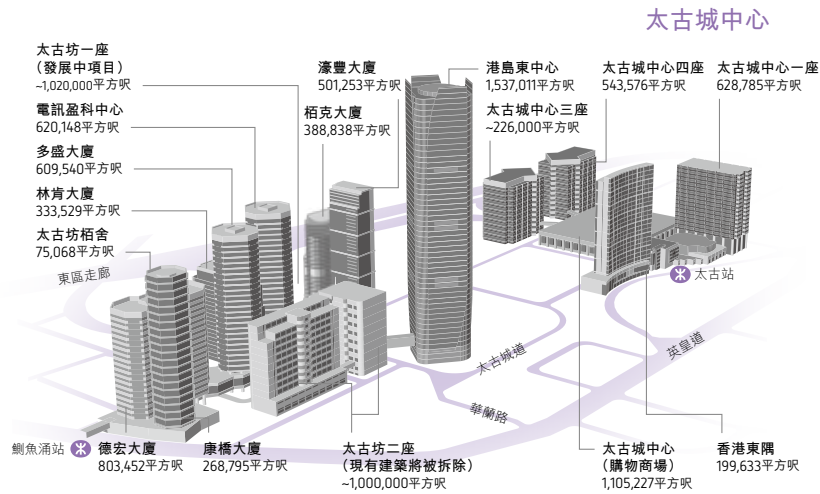 太古城中心
太古坊一座
（發展中項目）
~1,020,000平方呎
電訊盈科中心
620,148平方呎
多盛大廈
609,540平方呎
林肯大廈
333,529平方呎
太古坊栢舍
75,068平方呎
濠豐大廈
501,253平方呎
栢克大廈
388,838平方呎
港島東中心
1,537,011平方呎
太古城中心三座
~226,000平方呎
太古城中心四座
543,576平方呎
太古城中心一座
628,785平方呎
東區走廊
太古站
太古城道
英皇道
華蘭路
鰂魚涌站
德宏大廈
803,452平方呎
康橋大廈
268,795平方呎
太古坊二座
（現有建築將被拆除）
~1,000,000平方呎
太古城中心
（購物商場）
1,105,227平方呎
香港東隅
199,633平方呎